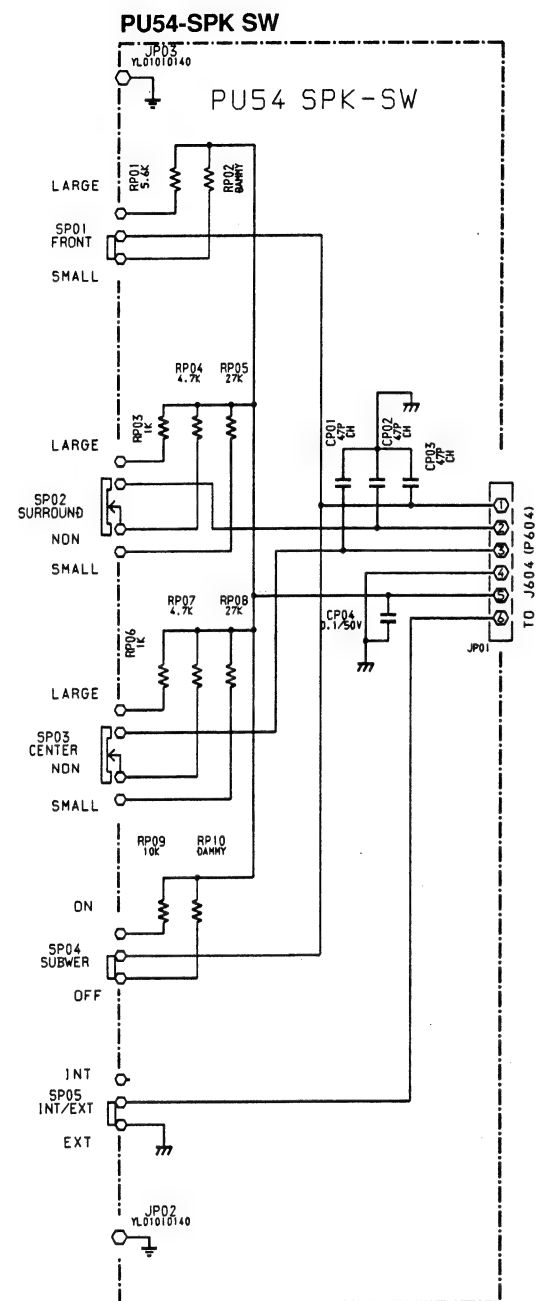 PU54-SPK SW
JP03
YL01010140
PU54 SPK-SW
RP01
5.6K
RP02
DAMMY
LARGE
SP01
FRONT
SMALL
RP04
4.7K
RP05
27K
RP03
1K
CP01
47P
CH
CP02
47P
CH
CP03
47P
CH
LARGE
SP02
SURROUND
NON
SMALL
1
2
3
4
5
6
TO J604 (P604)
JP01
RP07
4.7K
RP08
27K
CP04
0.1/50V
RP06
1K
LARGE
SP03
CENTER
NON
SMALL
RP09
10K
RP10
DAMMY
ON
SP04
SUBWER
OFF
INT
SP05
INT/EXT
EXT
JP02
YL01010140